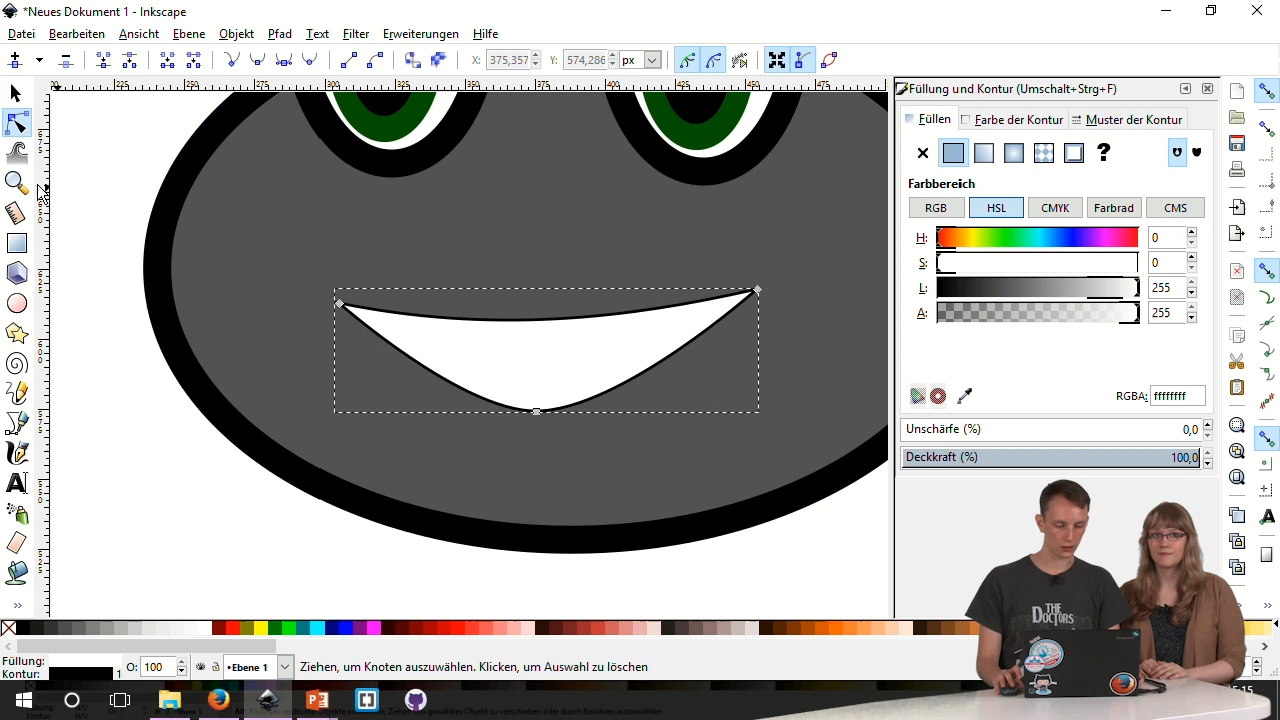 *Neues Dokument 1 - Inkscape
Datei Bearbeiten Ansicht Ebene Objekt Pfad Text Filter Erweiterungen Hilfe
X: 375,357 Y: 574,286 px
Füllung und Kontur (Umschalt+Strg+F)
Füllen Farbe der Kontur Muster der Kontur
?
Farbbereich
RGB HSL CMYK Farbrad CMS
H: 0
S: 0
L: 255
A: 255
RGBA: ffffffff
Unschärfe (%) 0,0
Deckkraft (%) 100,0
THE
DOCTORS
Füllung:
Kontur: 1
O: 100
•Ebene 1
Ziehen, um Knoten auszuwählen. Klicken, um Auswahl zu löschen